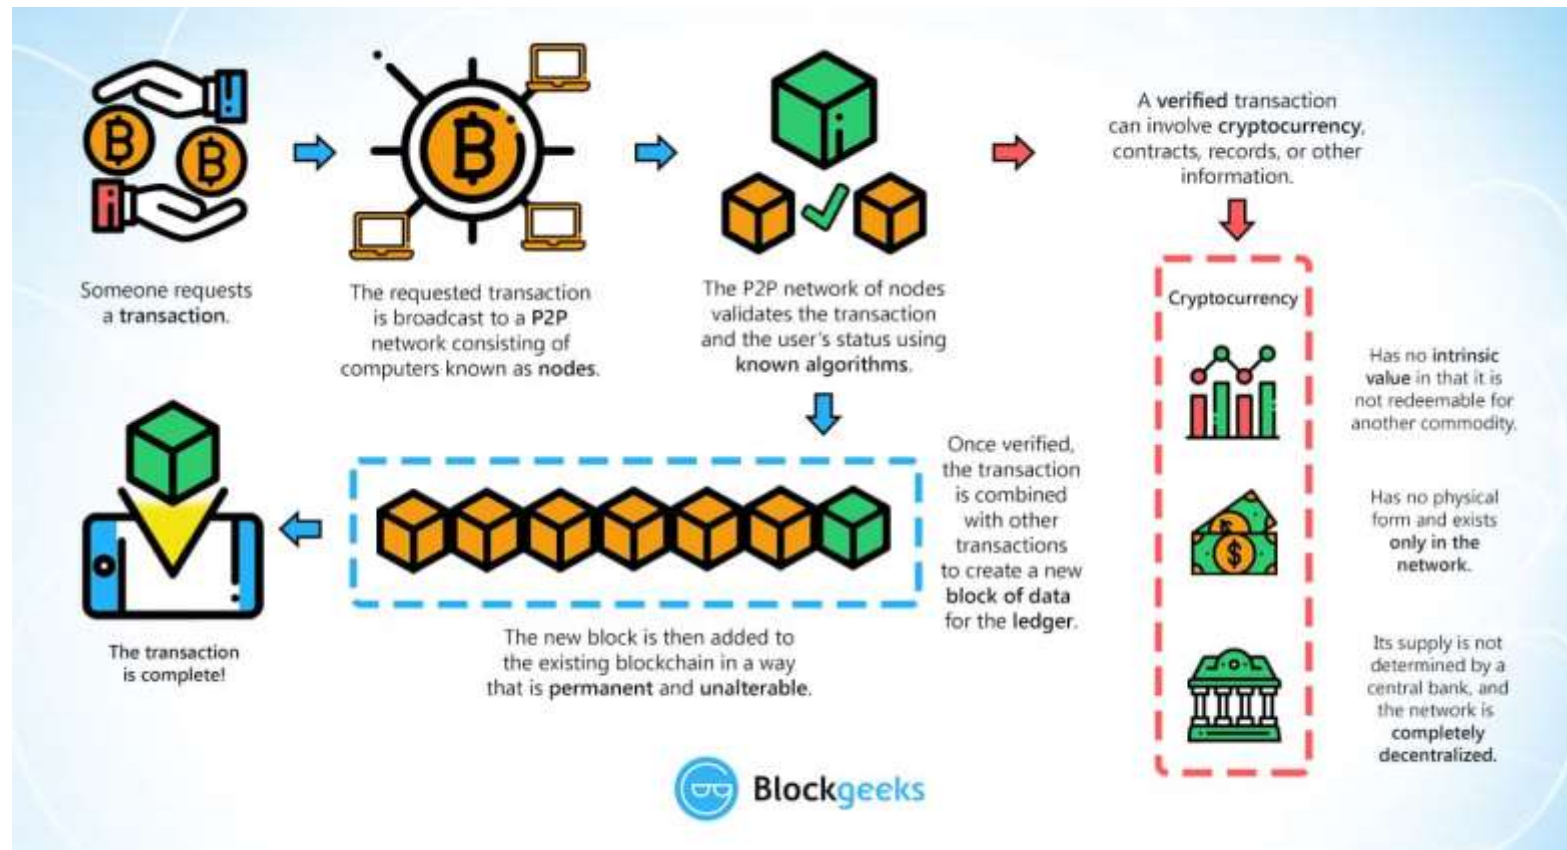 Someone requests
a transaction.
The requested transaction
is broadcast to a P2P
network consisting of
computers known as nodes.
The P2P network of nodes
validates the transaction
and the user's status using
known algorithms.
A verified transaction
can involve cryptocurrency,
contracts, records, or other
information.
Once verified,
the transaction
is combined
with other
transactions
to create a new
block of data
for the ledger.
The new block is then added to
the existing blockchain in a way
that is permanent and unalterable.
The transaction
is complete!
Cryptocurrency
Has no intrinsic
value in that it is
not redeemable for
another commodity.
Has no physical
form and exists
only in the
network.
Its supply is not
determined by a
central bank, and
the network is
completely
decentralized.
Blockgeeks